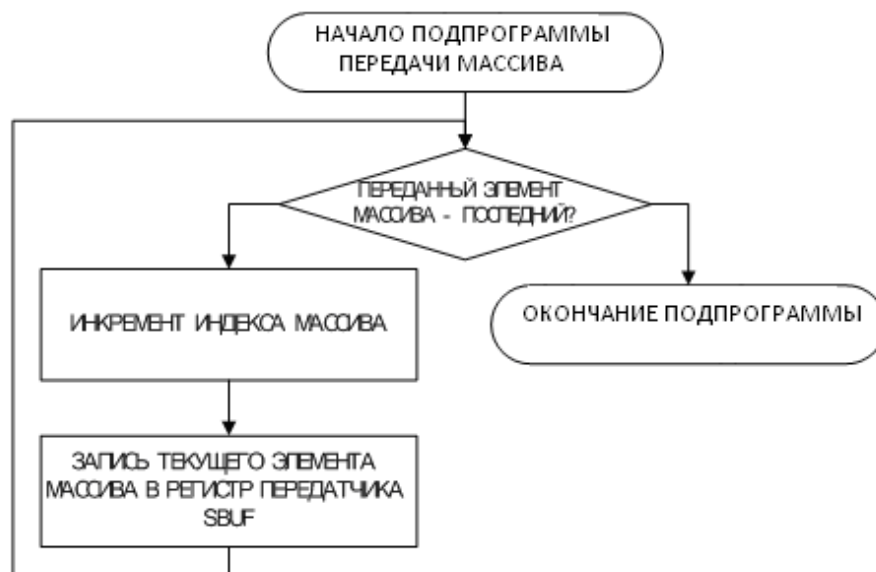 НАЧАЛО ПОДПРОГРАММЫ
ПЕРЕДАЧИ МАССИВА
ПЕРЕДАННЫЙ ЭЛЕМЕНТ
МАССИВА - ПОСЛЕДНИЙ?
ИНКРЕМЕНТ ИНДЕКСА МАССИВА
ОКОНЧАНИЕ ПОДПРОГРАММЫ
ЗАПИСЬ ТЕКУЩЕГО ЭЛЕМЕНТА
МАССИВА В РЕГИСТР ПЕРЕДАТЧИКА
SBUF